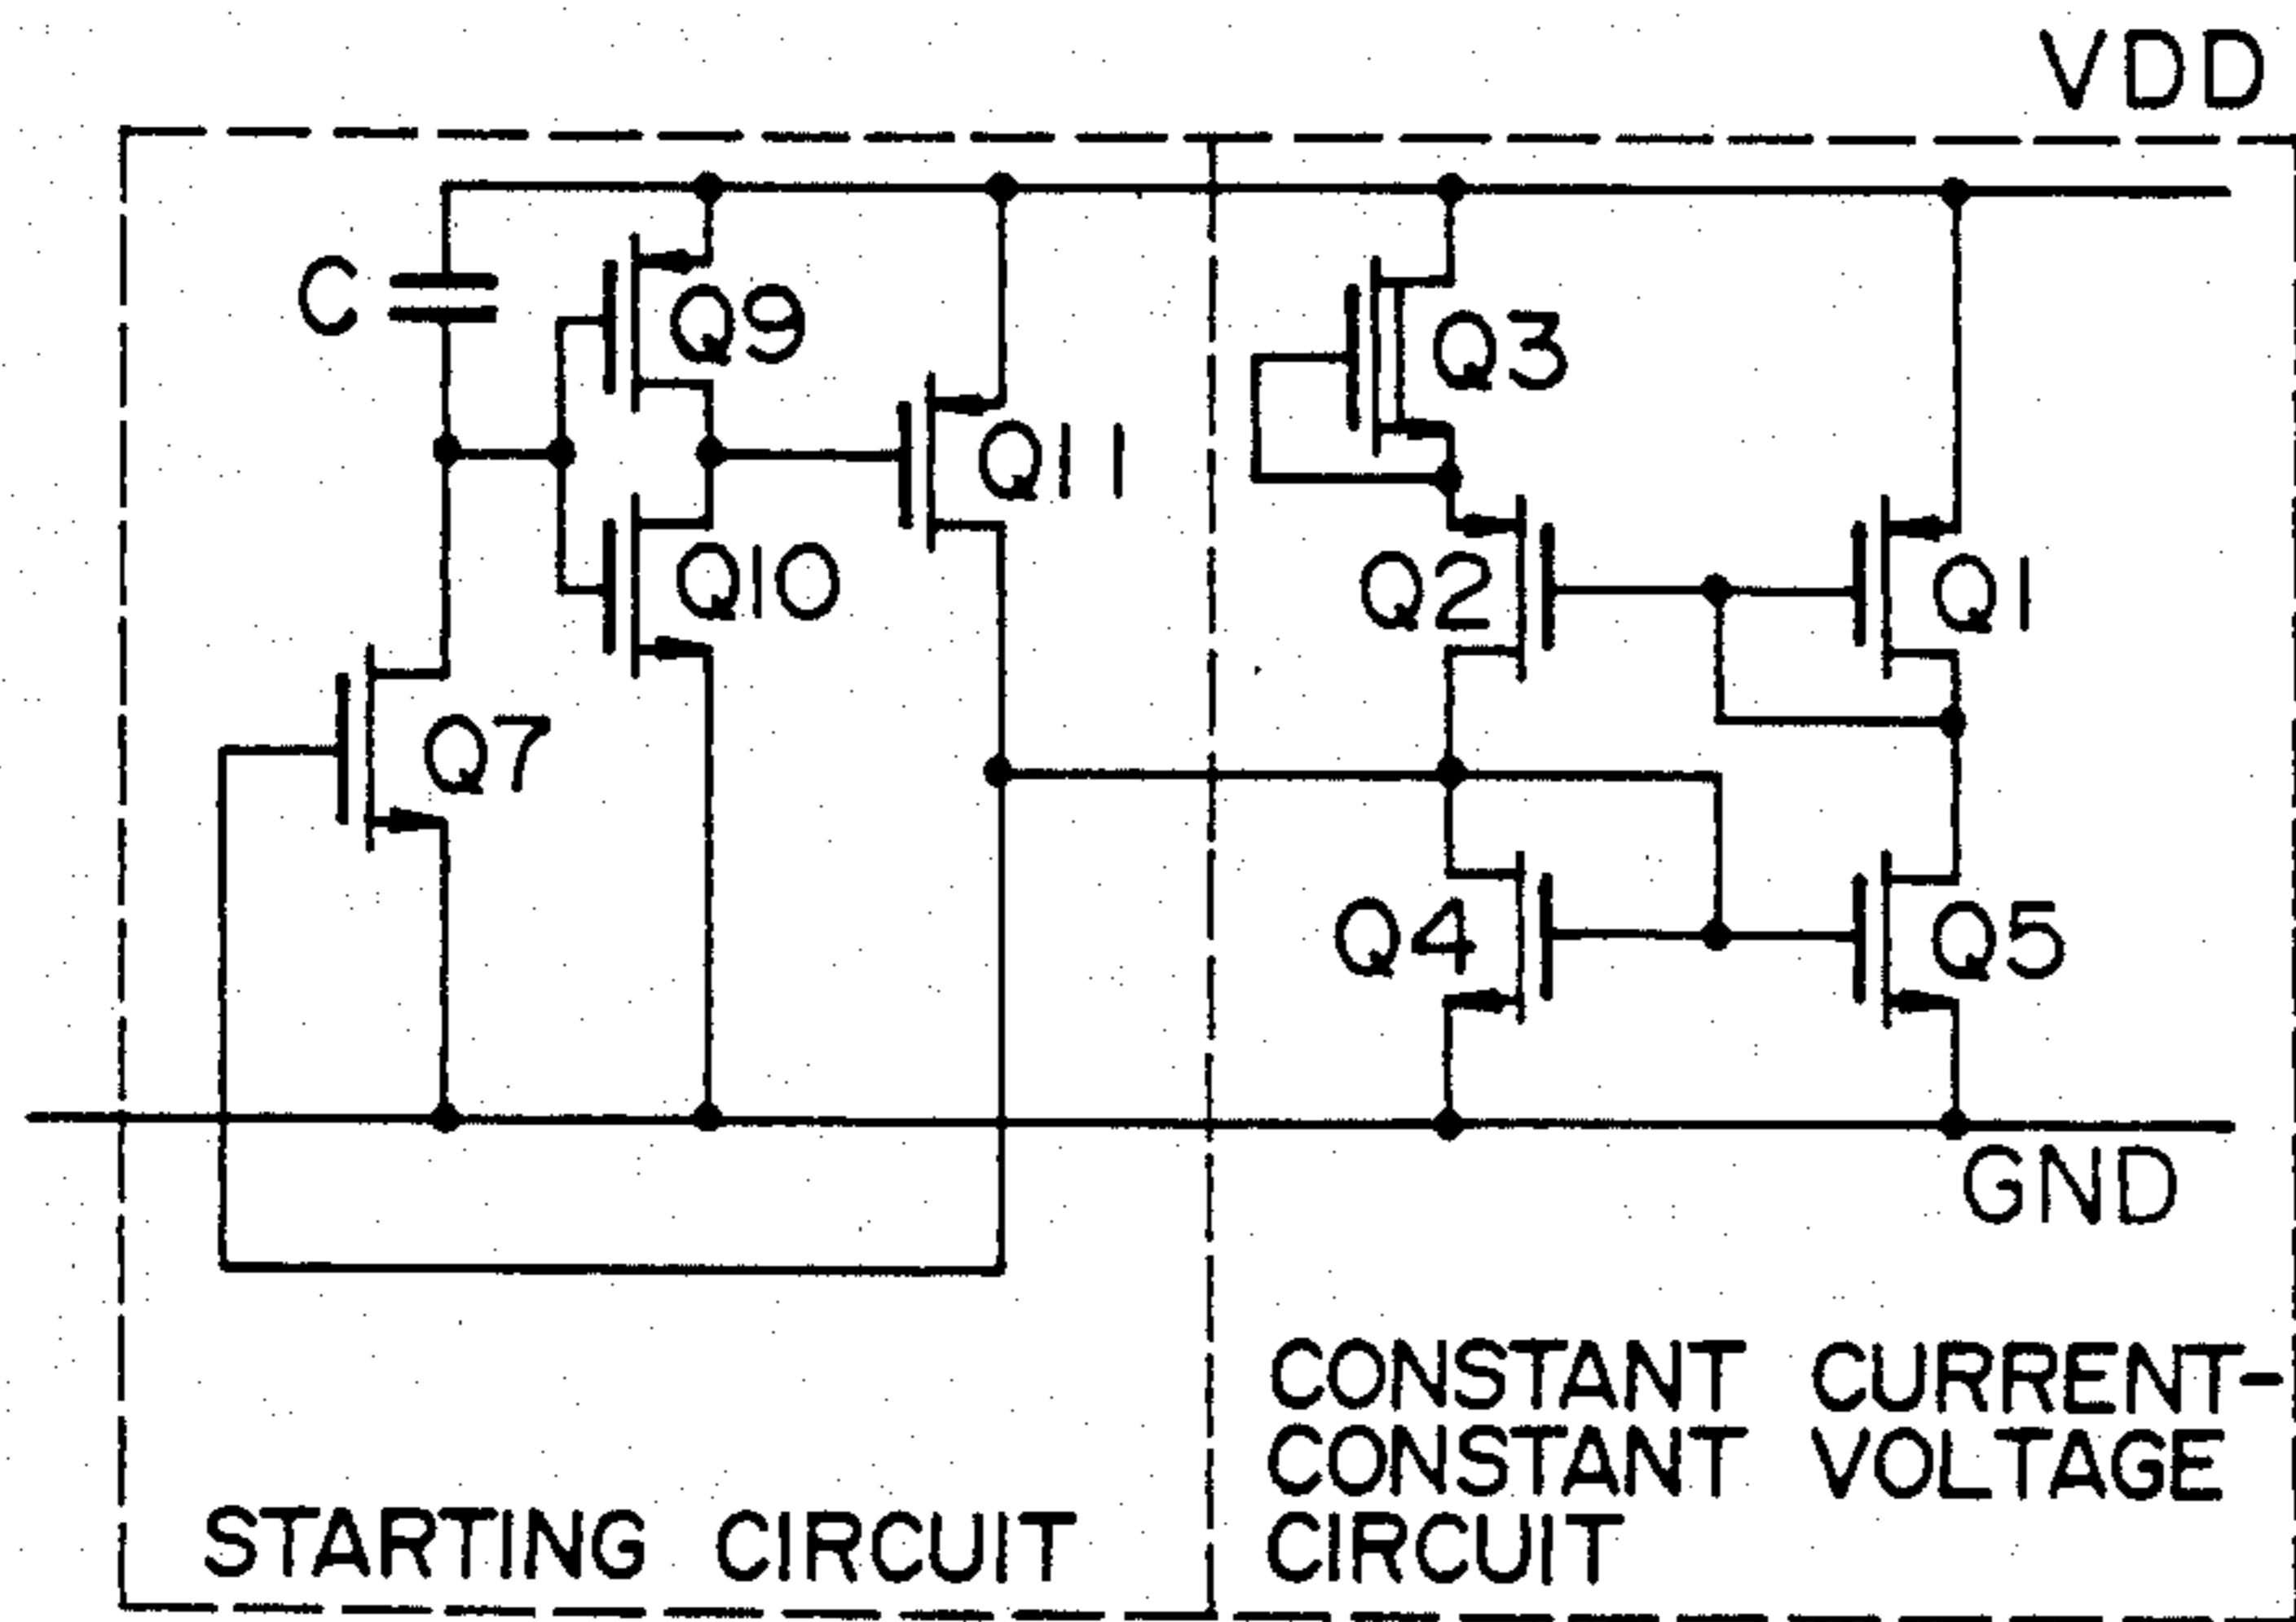 VDD
C
Q9
Q3
Q11
Q2
Q1
Q10
Q7
Q4
Q5
GND
CONSTANT CURRENT-
CONSTANT VOLTAGE
CIRCUIT
STARTING CIRCUIT